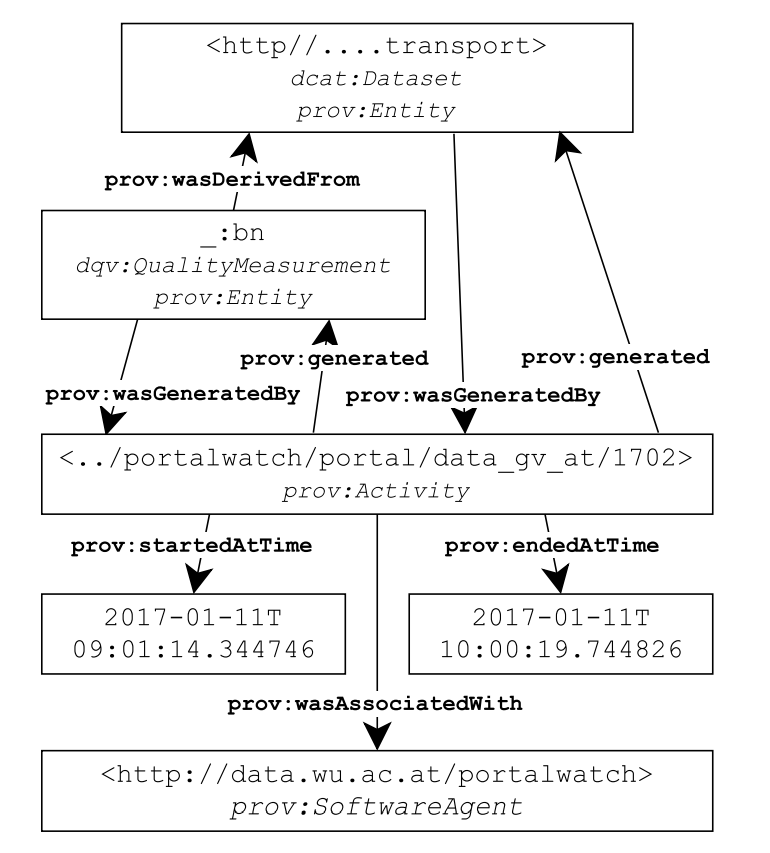 <http//....transport>
dcat:Dataset
prov:Entity
prov:wasDerivedFrom
_:bn
dqv:QualityMeasurement
prov:Entity
prov:generated
prov:generated
prov:wasGeneratedBy
prov:wasGeneratedBy
<../portalwatch/portal/data_gv_at/1702>
prov:Activity
prov:startedAtTime
prov:endedAtTime
2017-01-11T
09:01:14.344746
2017-01-11T
10:00:19.744826
prov:wasAssociatedWith
<http://data.wu.ac.at/portalwatch>
prov:SoftwareAgent